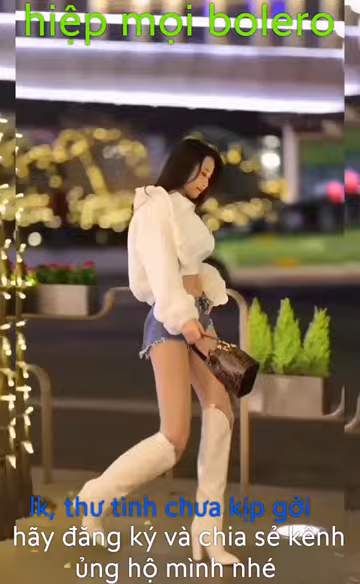 hiệp mọi bolero
lk, thư tình chưa kịp gởi
hãy đăng ký và chia sẻ kênh
ủng hộ mình nhé